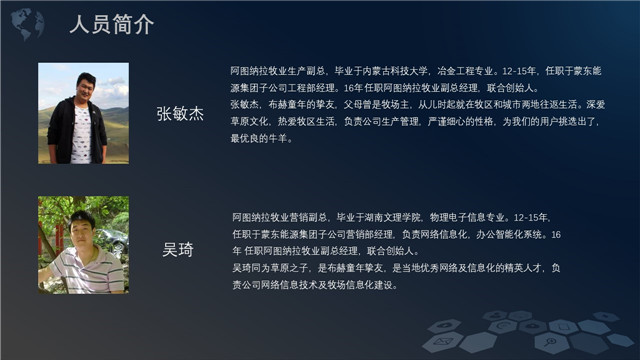 人员简介
张敏杰
阿图纳拉牧业生产副总，毕业于内蒙古科技大学，冶金工程专业。12-15年，任职于蒙东能
源集团子公司工程部经理。16年任职阿图纳拉牧业副总经理，联合创始人。
张敏杰，布赫童年的挚友，父母曾是牧场主，从儿时起就在牧区和城市两地往返生活。深爱
草原文化，热爱牧区生活，负责公司生产管理，严谨细心的性格，为我们的用户挑选出了，
最优良的牛羊。
吴琦
阿图纳拉牧业营销副总，毕业于湖南文理学院，物理电子信息专业。12-15年，
任职于蒙东能源集团子公司营销部经理，负责网络信息化，办公智能化系统。16
年 任职阿图纳拉牧业副总经理，联合创始人。
吴琦同为草原之子，是布赫童年挚友，是当地优秀网络及信息化的精英人才，负
责公司网络信息技术及牧场信息化建设。